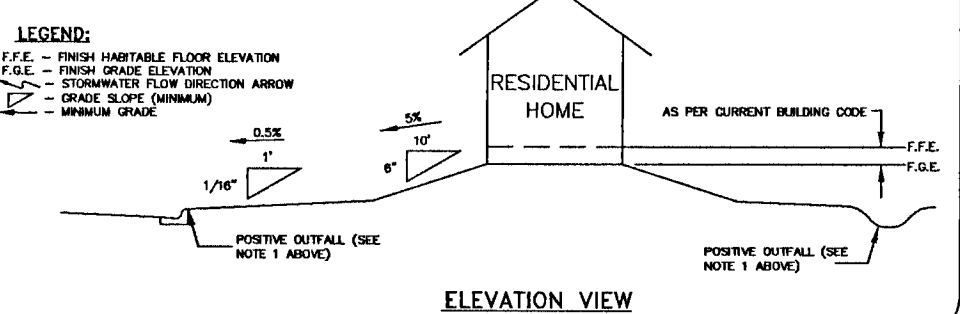 LEGEND:
F.F.E. – FINISH HABITABLE FLOOR ELEVATION
F.G.E. – FINISH GRADE ELEVATION
– STORMWATER FLOW DIRECTION ARROW
– GRADE SLOPE (MINIMUM)
– MINIMUM GRADE
RESIDENTIAL
HOME
AS PER CURRENT BUILDING CODE
F.F.E.
F.G.E.
0.5%
1'
1/16"
5%
10'
6"
POSITIVE OUTFALL (SEE
NOTE 1 ABOVE)
POSITIVE OUTFALL (SEE
NOTE 1 ABOVE)
ELEVATION VIEW